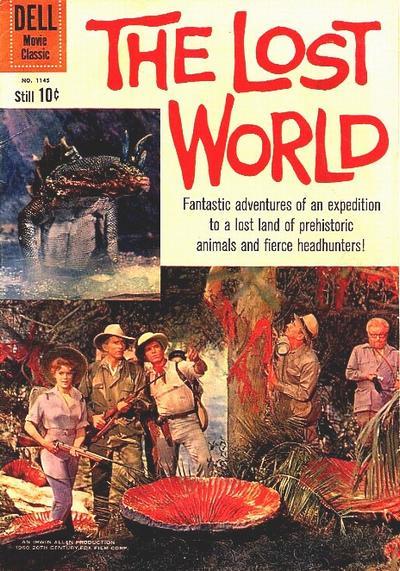 DELL
Movie
Classic
NO. 1145
Still 10¢
THE LOST
WORLD
Fantastic adventures of an expedition
to a lost land of prehistoric
animals and fierce headhunters!
AN IRWIN ALLEN PRODUCTION
1960 20TH CENTURY-FOX FILM CORP.